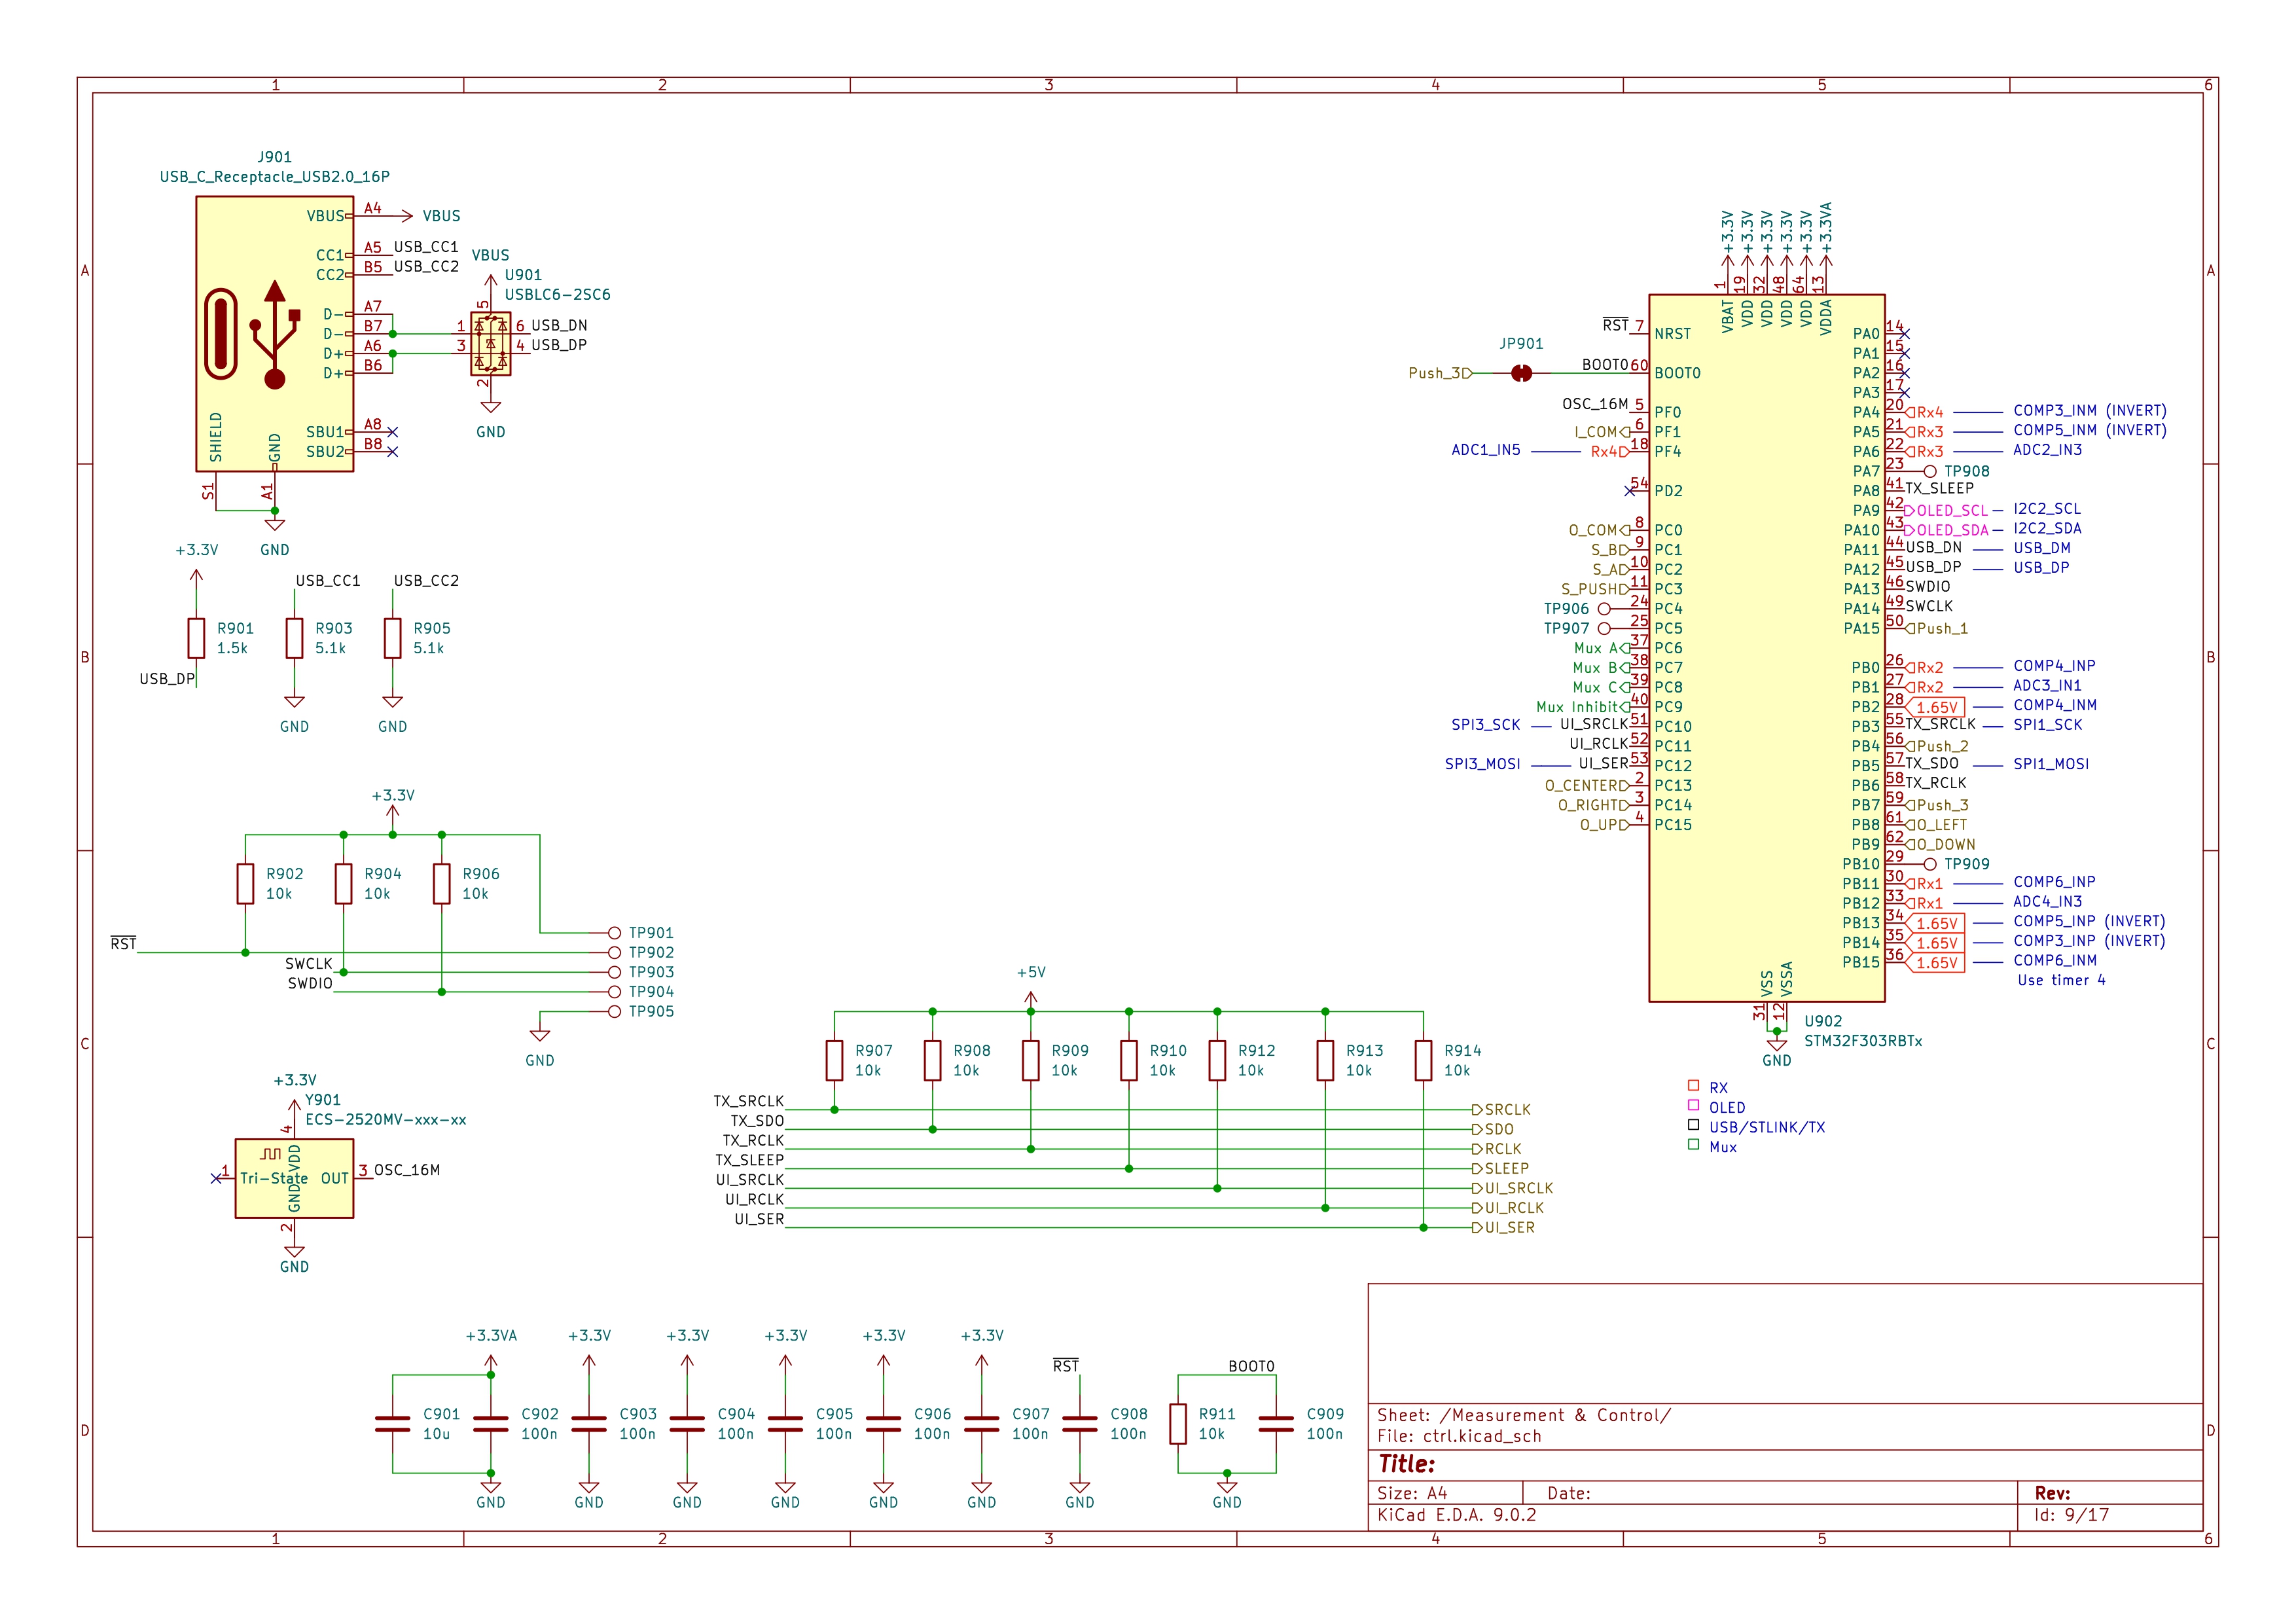 1 2 3 4 5 6
A
B
C
D
J901
USB_C_Receptacle_USB2.0_16P
VBUS A4 VBUS
CC1 A5 USB_CC1
CC2 B5 USB_CC2
D- A7
D- B7
D+ A6
D+ B6
SBU1 A8
SBU2 B8
SHIELD
GND
S1
A1
GND
VBUS
U901
USBLC6-2SC6
5
1 6 USB_DN
3 4 USB_DP
2
GND
+3.3V
R901
1.5k
USB_DP
USB_CC1
R903
5.1k
GND
USB_CC2
R905
5.1k
GND
+3.3V
R902
10k
R904
10k
R906
10k
RST
SWCLK
SWDIO
TP901
TP902
TP903
TP904
TP905
GND
+3.3V
Y901
ECS-2520MV-xxx-xx
4
VDD
1 Tri-State OUT 3 OSC_16M
GND
2
GND
+5V
R907
10k
R908
10k
R909
10k
R910
10k
R912
10k
R913
10k
R914
10k
TX_SRCLK SRCLK
TX_SDO SDO
TX_RCLK RCLK
TX_SLEEP SLEEP
UI_SRCLK UI_SRCLK
UI_RCLK UI_RCLK
UI_SER UI_SER
+3.3V +3.3V +3.3V +3.3V +3.3V +3.3VA
1 19 32 48 64 13
VBAT VDD VDD VDD VDD VDDA
RST 7 NRST
JP901
Push_3 BOOT0 60 BOOT0
OSC_16M 5 PF0
I_COM 6 PF1
ADC1_IN5 Rx4 18 PF4
54 PD2
O_COM 8 PC0
S_B 9 PC1
S_A 10 PC2
S_PUSH 11 PC3
TP906 24 PC4
TP907 25 PC5
Mux A 37 PC6
Mux B 38 PC7
Mux C 39 PC8
Mux Inhibit 40 PC9
SPI3_SCK UI_SRCLK 51 PC10
UI_RCLK 52 PC11
SPI3_MOSI UI_SER 53 PC12
O_CENTER 2 PC13
O_RIGHT 3 PC14
O_UP 4 PC15
PA0 14
PA1 15
PA2 16
PA3 17
PA4 20 Rx4 COMP3_INM (INVERT)
PA5 21 Rx3 COMP5_INM (INVERT)
PA6 22 Rx3 ADC2_IN3
PA7 23 TP908
PA8 41 TX_SLEEP
PA9 42 OLED_SCL I2C2_SCL
PA10 43 OLED_SDA I2C2_SDA
PA11 44 USB_DN USB_DM
PA12 45 USB_DP USB_DP
PA13 46 SWDIO
PA14 49 SWCLK
PA15 50 Push_1
PB0 26 Rx2 COMP4_INP
PB1 27 Rx2 ADC3_IN1
PB2 28 1.65V COMP4_INM
PB3 55 TX_SRCLK SPI1_SCK
PB4 56 Push_2
PB5 57 TX_SDO SPI1_MOSI
PB6 58 TX_RCLK
PB7 59 Push_3
PB8 61 O_LEFT
PB9 62 O_DOWN
PB10 29 TP909
PB11 30 Rx1 COMP6_INP
PB12 33 Rx1 ADC4_IN3
PB13 34 1.65V COMP5_INP (INVERT)
PB14 35 1.65V COMP3_INP (INVERT)
PB15 36 1.65V COMP6_INM
Use timer 4
VSS VSSA
31 12
GND
U902
STM32F303RBTx
RX
OLED
USB/STLINK/TX
Mux
+3.3VA +3.3V +3.3V +3.3V +3.3V +3.3V
RST
BOOT0
C901
10u
C902
100n
C903
100n
C904
100n
C905
100n
C906
100n
C907
100n
C908
100n
R911
10k
C909
100n
GND GND GND GND GND GND GND GND
Sheet: /Measurement & Control/
File: ctrl.kicad_sch
Title:
Size: A4 Date: Rev:
KiCad E.D.A. 9.0.2 Id: 9/17
1 2 3 4 5 6
A
B
C
D